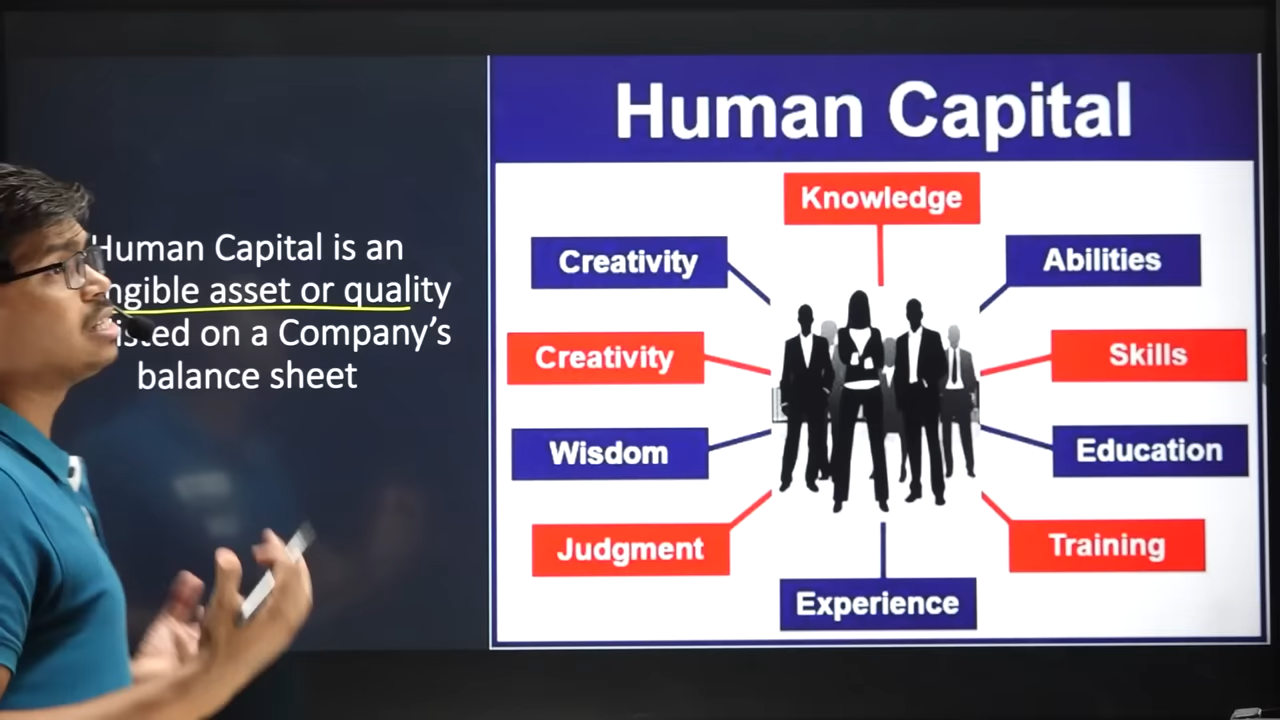 Human Capital is an
asset or quality
on a Company's
balance sheet
Human Capital
Knowledge
Creativity
Abilities
Creativity
Skills
Wisdom
Education
Judgment
Training
Experience